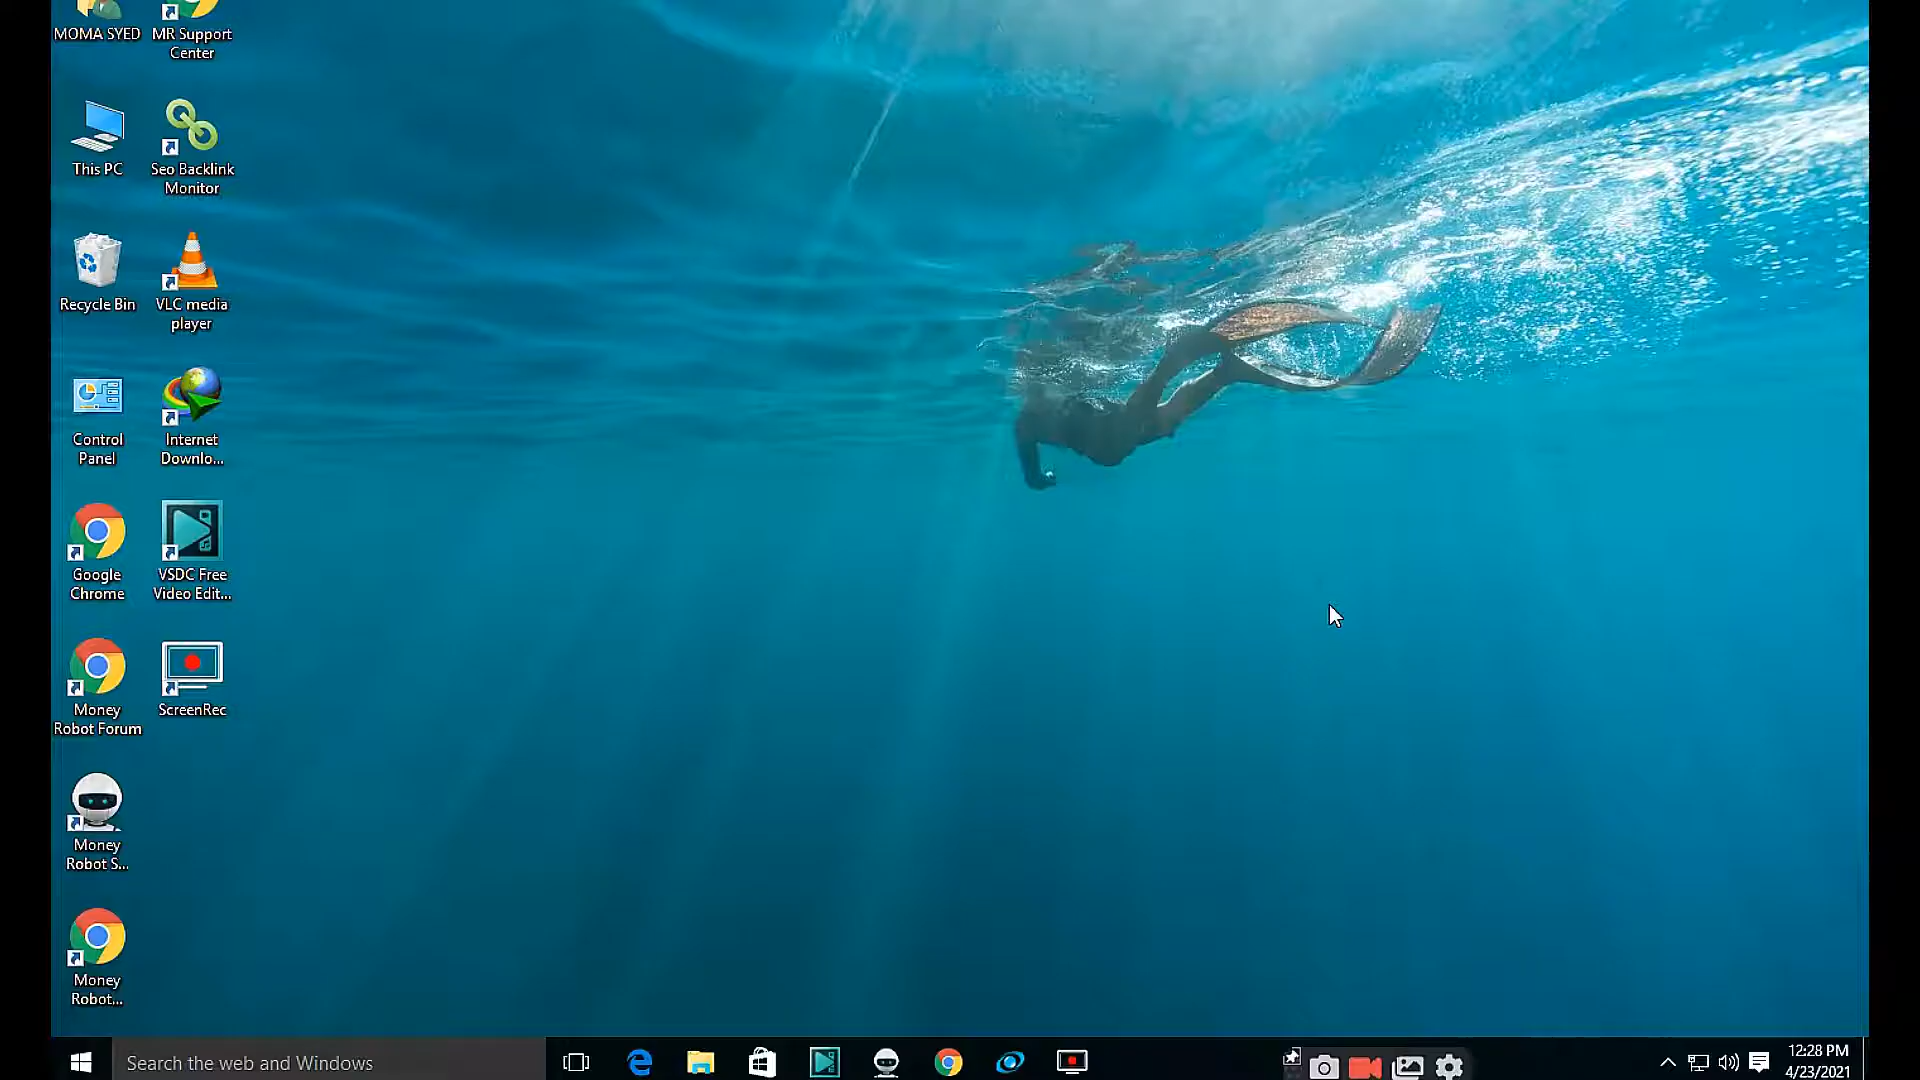 MOMA SYED
MR Support
Center
This PC
Seo Backlink
Monitor
Recycle Bin
VLC media
player
Control
Panel
Internet
Downlo...
Google
Chrome
VSDC Free
Video Edit...
Money
Robot Forum
ScreenRec
Money
Robot S...
Money
Robot...
Search the web and Windows
12:28 PM
4/23/2021